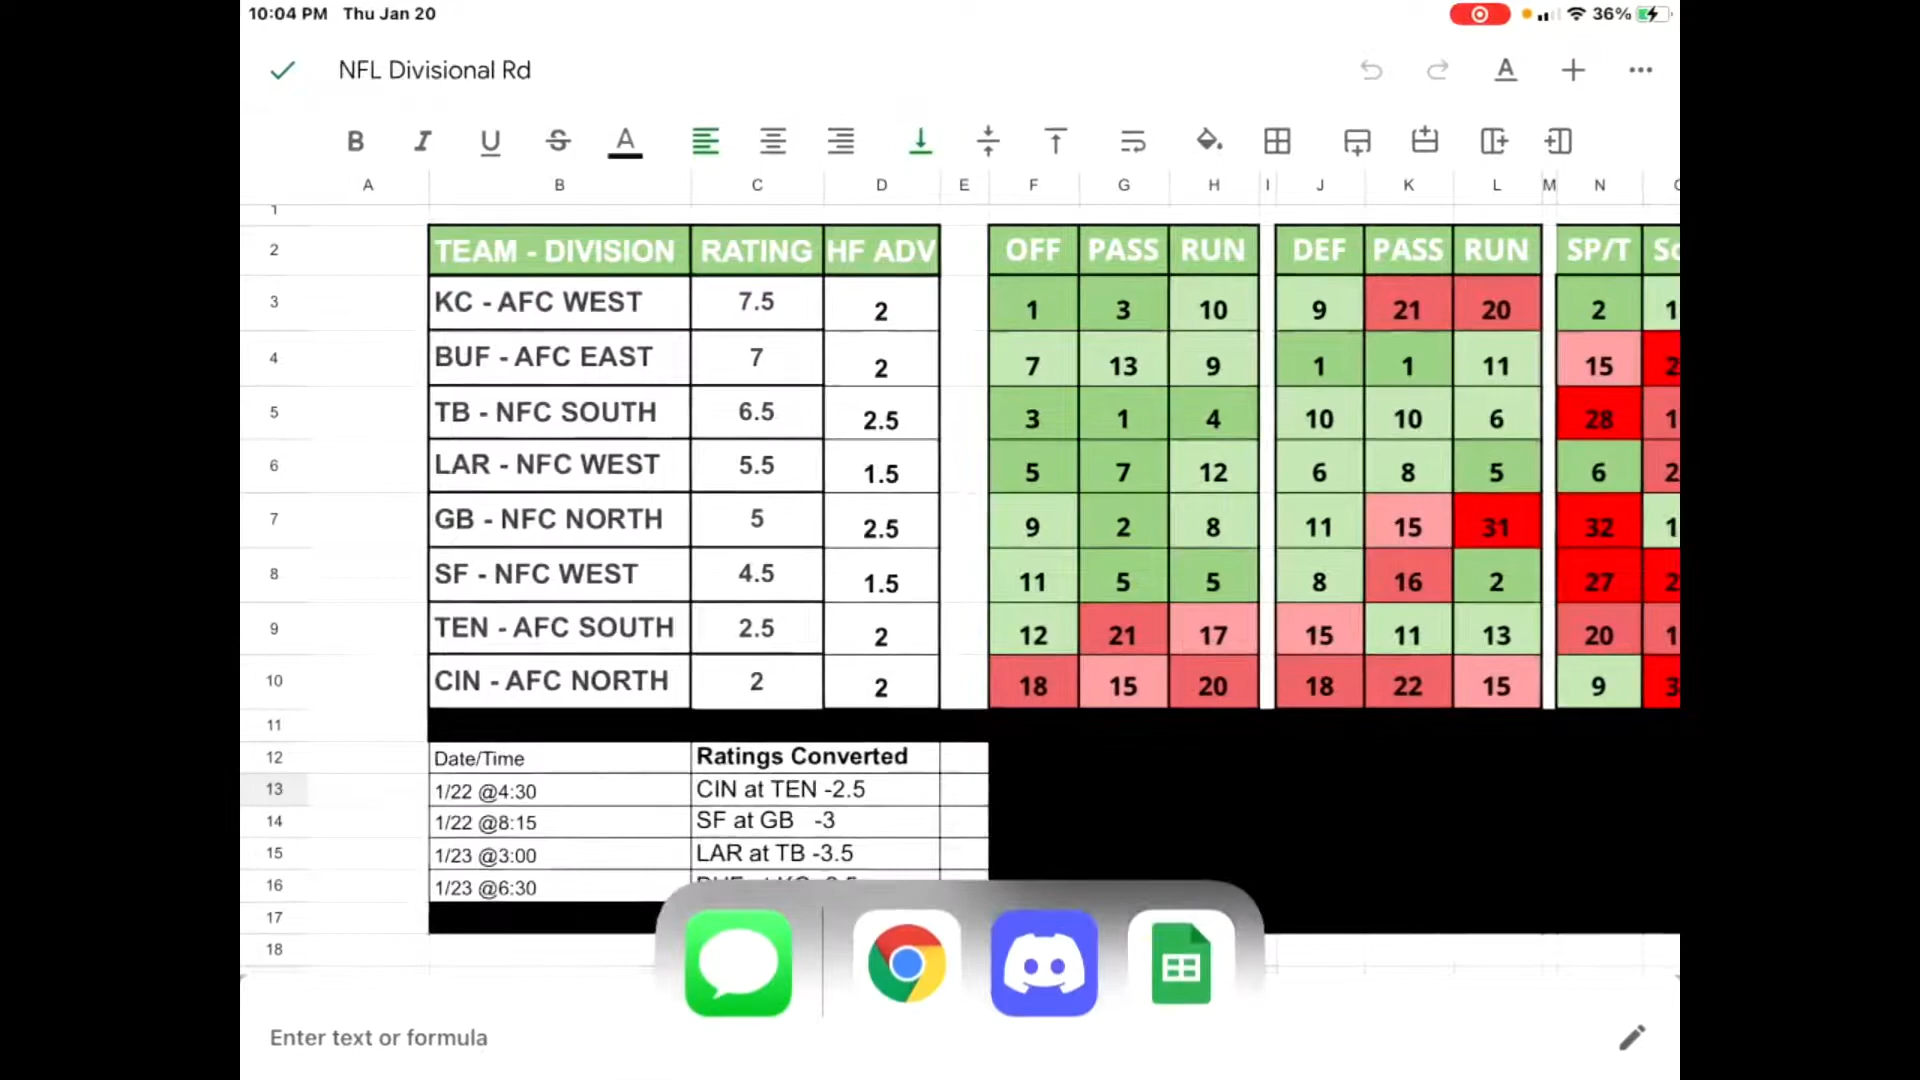 10:04 PM Thu Jan 20 36%
NFL Divisional Rd
B I U S A
A B C D E F G H I J K L M N
1
2 TEAM - DIVISION RATING HF ADV OFF PASS RUN DEF PASS RUN SP/T
3 KC - AFC WEST 7.5 2 1 3 10 9 21 20 2
4 BUF - AFC EAST 7 2 7 13 9 1 1 11 15
5 TB - NFC SOUTH 6.5 2.5 3 1 4 10 10 6 28
6 LAR - NFC WEST 5.5 1.5 5 7 12 6 8 5 6
7 GB - NFC NORTH 5 2.5 9 2 8 11 15 31 32
8 SF - NFC WEST 4.5 1.5 11 5 5 8 16 2 27
9 TEN - AFC SOUTH 2.5 2 12 21 17 15 11 13 20
10 CIN - AFC NORTH 2 2 18 15 20 18 22 15 9
11
12 Date/Time Ratings Converted
13 1/22 @4:30 CIN at TEN -2.5
14 1/22 @8:15 SF at GB -3
15 1/23 @3:00 LAR at TB -3.5
16 1/23 @6:30
17
18
Enter text or formula